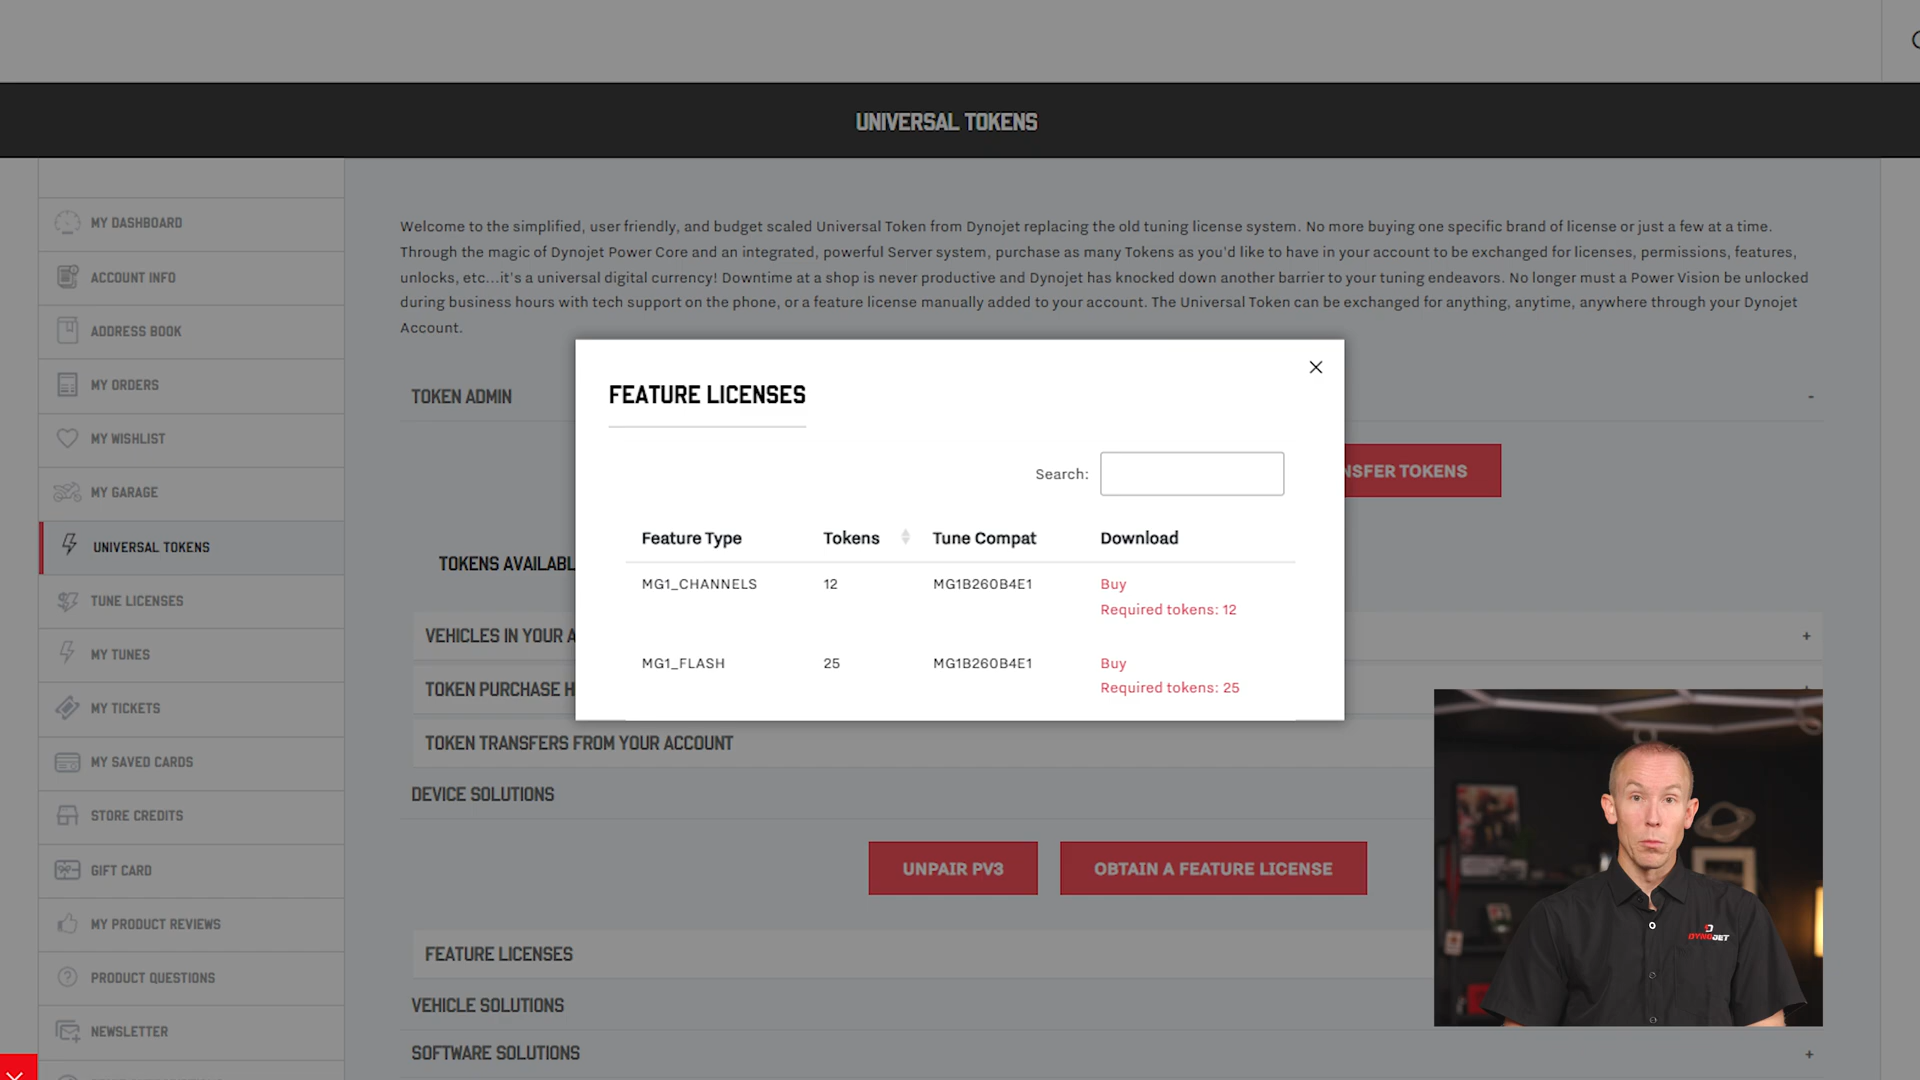 UNIVERSAL TOKENS
MY DASHBOARD
ACCOUNT INFO
ADDRESS BOOK
MY ORDERS
MY WISHLIST
MY GARAGE
UNIVERSAL TOKENS
TUNE LICENSES
MY TUNES
MY TICKETS
MY SAVED CARDS
STORE CREDITS
GIFT CARD
MY PRODUCT REVIEWS
PRODUCT QUESTIONS
NEWSLETTER
Welcome to the simplified, user friendly, and budget scaled Universal Token from Dynojet replacing the old tuning license system. No more buying one specific brand of license or just a few at a time.
Through the magic of Dynojet Power Core and an integrated, powerful Server system, purchase as many Tokens as you'd like to have in your account to be exchanged for licenses, permissions, features,
unlocks, etc...it's a universal digital currency! Downtime at a shop is never productive and Dynojet has knocked down another barrier to your tuning endeavors. No longer must a Power Vision be unlocked
during business hours with tech support on the phone, or a feature license manually added to your account. The Universal Token can be exchanged for anything, anytime, anywhere through your Dynojet
Account.
TOKEN ADMIN -
NSFER TOKENS
TOKENS AVAILABL
VEHICLES IN YOUR A +
TOKEN PURCHASE H
TOKEN TRANSFERS FROM YOUR ACCOUNT
DEVICE SOLUTIONS
UNPAIR PV3 OBTAIN A FEATURE LICENSE
FEATURE LICENSES
VEHICLE SOLUTIONS
SOFTWARE SOLUTIONS +
FEATURE LICENSES
Search:
Feature Type Tokens Tune Compat Download
MG1_CHANNELS 12 MG1B260B4E1 Buy
Required tokens: 12
MG1_FLASH 25 MG1B260B4E1 Buy
Required tokens: 25
DYNOJET